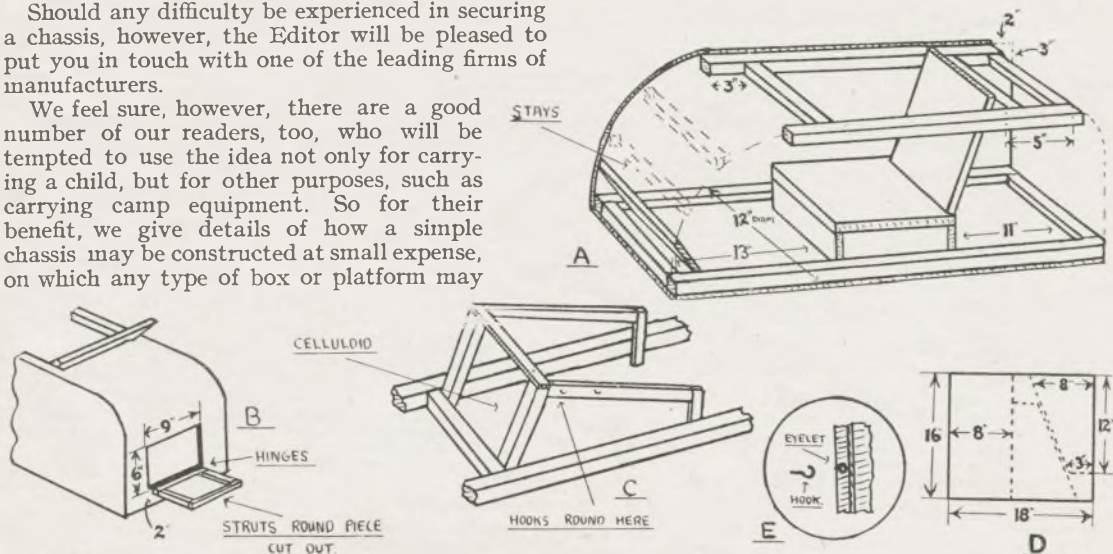 Should any difficulty be experienced in securing
a chassis, however, the Editor will be pleased to
put you in touch with one of the leading firms of
manufacturers.
We feel sure, however, there are a good
number of our readers, too, who will be
tempted to use the idea not only for carry-
ing a child, but for other purposes, such as
carrying camp equipment. So for their
benefit, we give details of how a simple
chassis may be constructed at small expense,
on which any type of box or platform may
2"
3"
3"
STAYS
5"
12"
13"
11"
A
B
9"
6"
2"
HINGES
STRUTS ROUND PIECE
CUT OUT.
CELLULOID
C
HOOKS ROUND HERE
EYELET
?
HOOK.
E
16"
8"
8"
12"
3"
18"
D